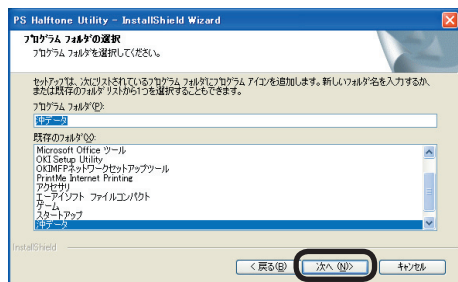 PS Halftone Utility - InstallShield Wizard
プログラム フォルダの選択
プログラム フォルダを選択してください。
セットアップは、次にリストされているプログラム フォルダにプログラム アイコンを追加します。新しいフォルダ名を入力するか、
または既存のフォルダ リストから1つを選択することもできます。
プログラム フォルダ(P):
沖データ
既存のフォルダ(X):
Microsoft Office ツール
OKI Setup Utility
OKIMFPネットワークセットアップツール
PrintMe Internet Printing
アクセサリ
エーアイソフト ファイルコンパクト
ゲーム
スタートアップ
沖データ
InstallShield
< 戻る(B)
次へ (N)>
キャンセル